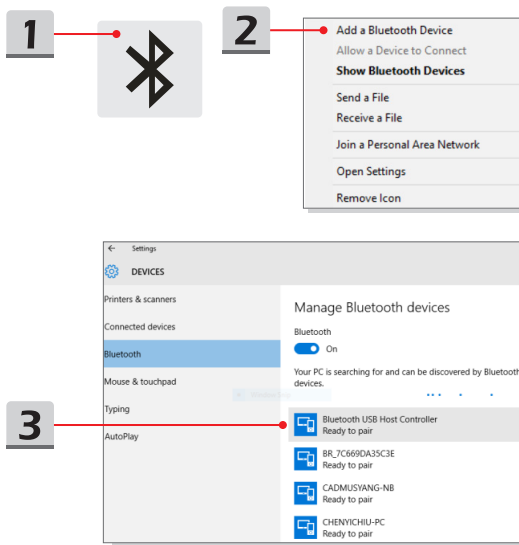 1
2
Add a Bluetooth Device
Allow a Device to Connect
Show Bluetooth Devices
Send a File
Receive a File
Join a Personal Area Network
Open Settings
Remove Icon
← Settings
DEVICES
Printers & scanners
Connected devices
Bluetooth
Mouse & touchpad
Typing
AutoPlay
Manage Bluetooth devices
Bluetooth
On
Your PC is searching for and can be discovered by Bluetooth
devices.
3
Bluetooth USB Host Controller
Ready to pair
BR_7C669DA35C3E
Ready to pair
CADMUSYANG-NB
Ready to pair
CHENYICHIU-PC
Ready to pair